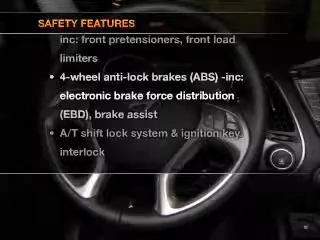 SAFETY FEATURES
inc: front pretensioners, front load
limiters
• 4-wheel anti-lock brakes (ABS) -inc:
electronic brake force distribution
(EBD), brake assist
• A/T shift lock system & ignition key
interlock